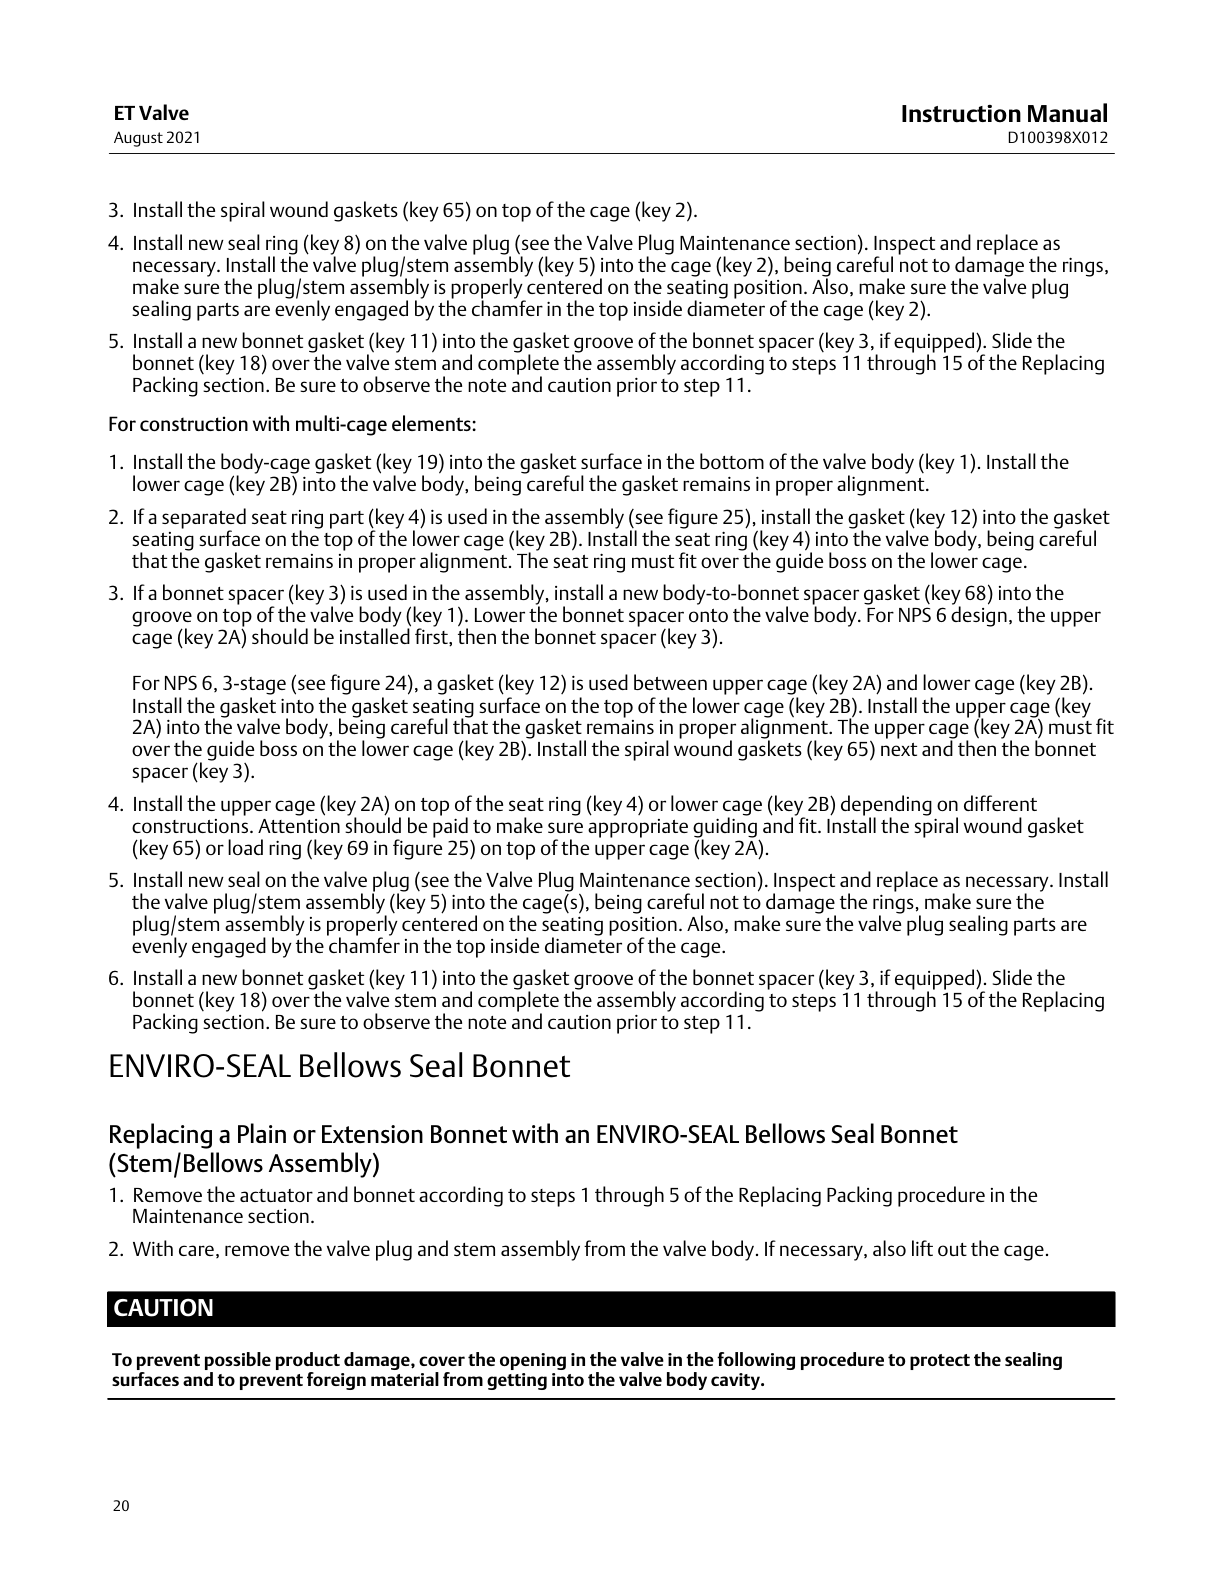 ET Valve
August 2021
Instruction Manual
D100398X012
3. Install the spiral wound gaskets (key 65) on top of the cage (key 2).
4. Install new seal ring (key 8) on the valve plug (see the Valve Plug Maintenance section). Inspect and replace as
necessary. Install the valve plug/stem assembly (key 5) into the cage (key 2), being careful not to damage the rings,
make sure the plug/stem assembly is properly centered on the seating position. Also, make sure the valve plug
sealing parts are evenly engaged by the chamfer in the top inside diameter of the cage (key 2).
5. Install a new bonnet gasket (key 11) into the gasket groove of the bonnet spacer (key 3, if equipped). Slide the
bonnet (key 18) over the valve stem and complete the assembly according to steps 11 through 15 of the Replacing
Packing section. Be sure to observe the note and caution prior to step 11.
For construction with multi-cage elements:
1. Install the body-cage gasket (key 19) into the gasket surface in the bottom of the valve body (key 1). Install the
lower cage (key 2B) into the valve body, being careful the gasket remains in proper alignment.
2. If a separated seat ring part (key 4) is used in the assembly (see figure 25), install the gasket (key 12) into the gasket
seating surface on the top of the lower cage (key 2B). Install the seat ring (key 4) into the valve body, being careful
that the gasket remains in proper alignment. The seat ring must fit over the guide boss on the lower cage.
3. If a bonnet spacer (key 3) is used in the assembly, install a new body-to-bonnet spacer gasket (key 68) into the
groove on top of the valve body (key 1). Lower the bonnet spacer onto the valve body. For NPS 6 design, the upper
cage (key 2A) should be installed first, then the bonnet spacer (key 3).
For NPS 6, 3-stage (see figure 24), a gasket (key 12) is used between upper cage (key 2A) and lower cage (key 2B).
Install the gasket into the gasket seating surface on the top of the lower cage (key 2B). Install the upper cage (key
2A) into the valve body, being careful that the gasket remains in proper alignment. The upper cage (key 2A) must fit
over the guide boss on the lower cage (key 2B). Install the spiral wound gaskets (key 65) next and then the bonnet
spacer (key 3).
4. Install the upper cage (key 2A) on top of the seat ring (key 4) or lower cage (key 2B) depending on different
constructions. Attention should be paid to make sure appropriate guiding and fit. Install the spiral wound gasket
(key 65) or load ring (key 69 in figure 25) on top of the upper cage (key 2A).
5. Install new seal on the valve plug (see the Valve Plug Maintenance section). Inspect and replace as necessary. Install
the valve plug/stem assembly (key 5) into the cage(s), being careful not to damage the rings, make sure the
plug/stem assembly is properly centered on the seating position. Also, make sure the valve plug sealing parts are
evenly engaged by the chamfer in the top inside diameter of the cage.
6. Install a new bonnet gasket (key 11) into the gasket groove of the bonnet spacer (key 3, if equipped). Slide the
bonnet (key 18) over the valve stem and complete the assembly according to steps 11 through 15 of the Replacing
Packing section. Be sure to observe the note and caution prior to step 11.
ENVIRO-SEAL Bellows Seal Bonnet
Replacing a Plain or Extension Bonnet with an ENVIRO-SEAL Bellows Seal Bonnet
(Stem/Bellows Assembly)
1. Remove the actuator and bonnet according to steps 1 through 5 of the Replacing Packing procedure in the
Maintenance section.
2. With care, remove the valve plug and stem assembly from the valve body. If necessary, also lift out the cage.
CAUTION
To prevent possible product damage, cover the opening in the valve in the following procedure to protect the sealing
surfaces and to prevent foreign material from getting into the valve body cavity.
20